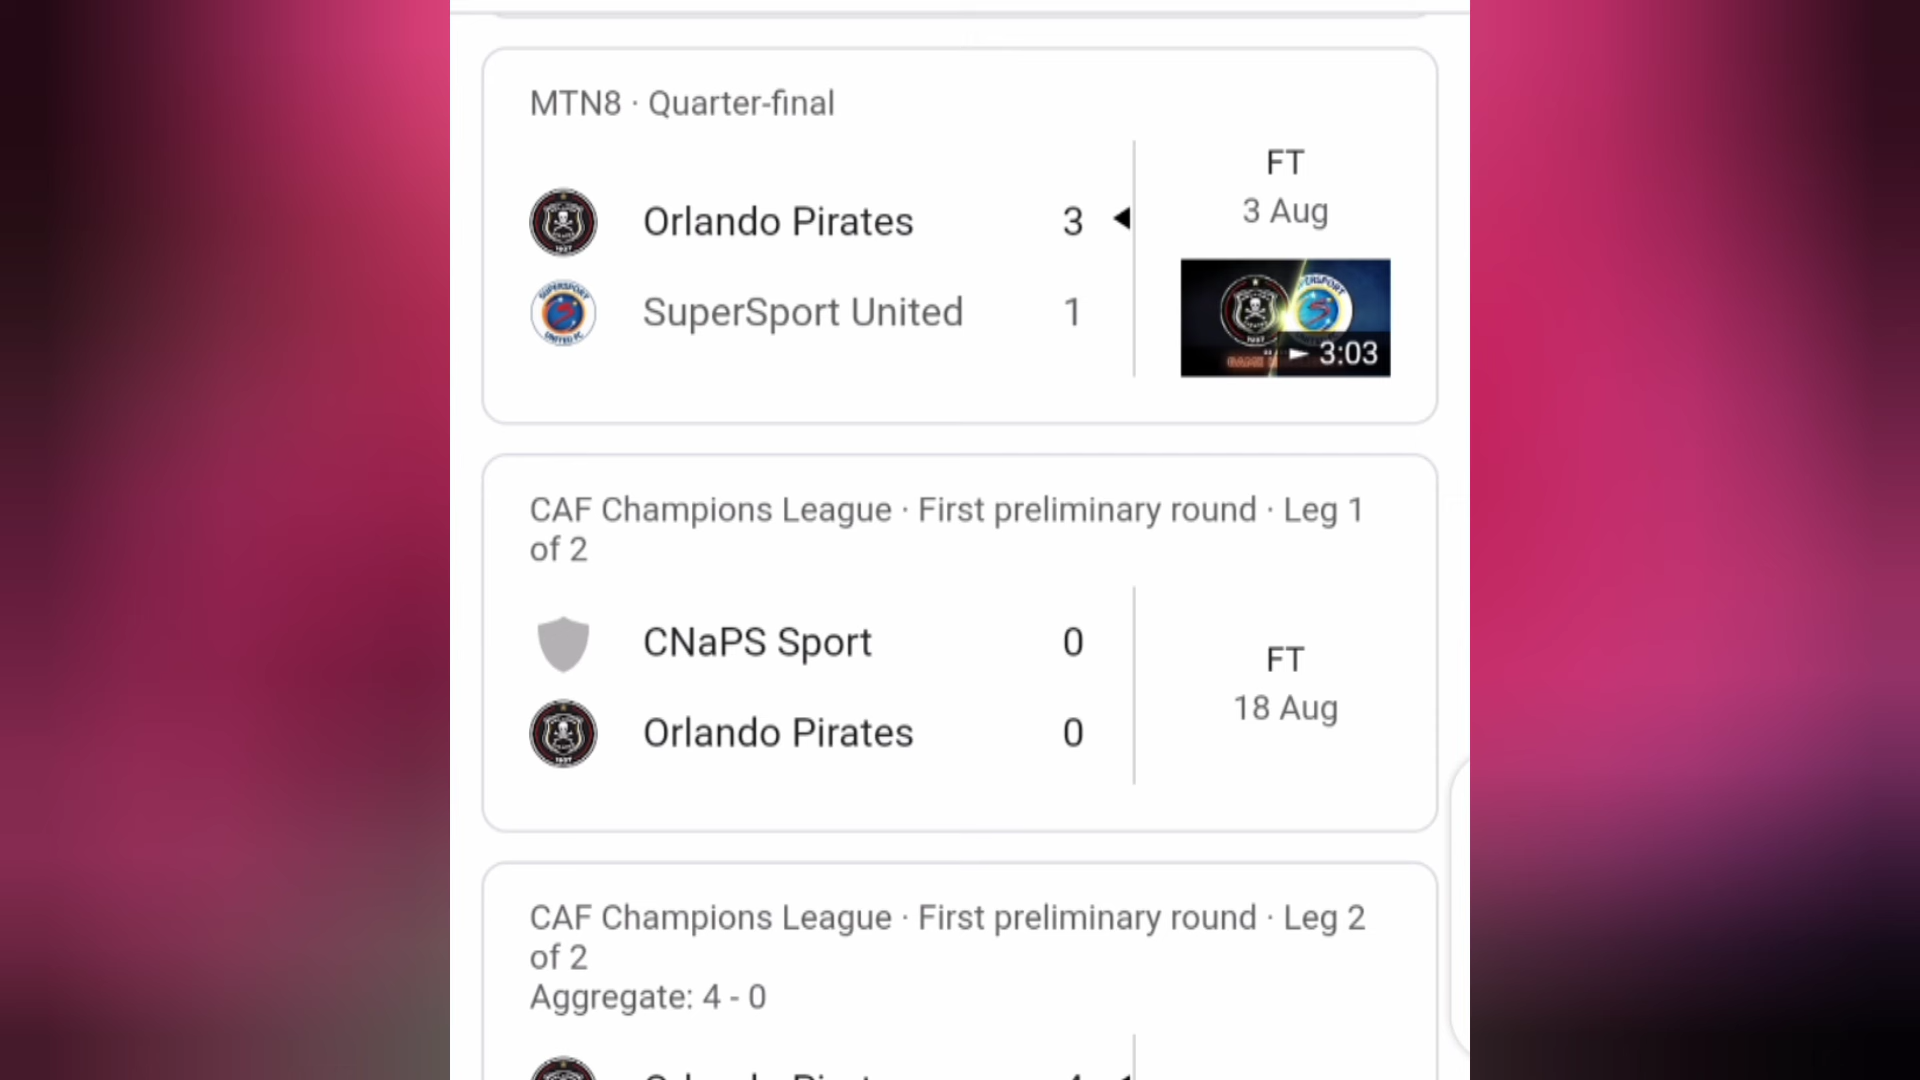 MTN8 · Quarter-final
FT
3 Aug
Orlando Pirates 3
SuperSport United 1
3:03
CAF Champions League · First preliminary round · Leg 1
of 2
CNaPS Sport 0
Orlando Pirates 0
FT
18 Aug
CAF Champions League · First preliminary round · Leg 2
of 2
Aggregate: 4 - 0